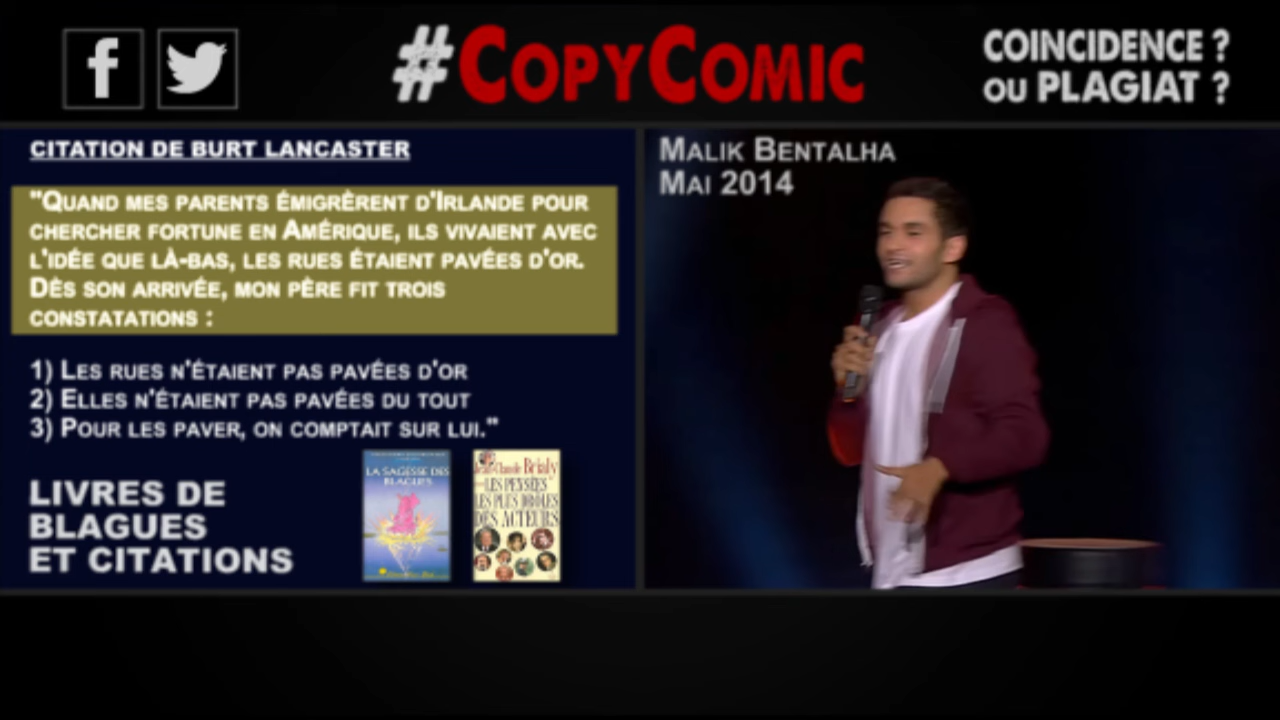 #CopyComic
COINCIDENCE ?
OU PLAGIAT ?
CITATION DE BURT LANCASTER
"QUAND MES PARENTS ÉMIGRÈRENT D'IRLANDE POUR
CHERCHER FORTUNE EN AMÉRIQUE, ILS VIVAIENT AVEC
L'IDÉE QUE LÀ-BAS, LES RUES ÉTAIENT PAVÉES D'OR.
DÈS SON ARRIVÉE, MON PÈRE FIT TROIS
CONSTATATIONS :
1) LES RUES N'ÉTAIENT PAS PAVÉES D'OR
2) ELLES N'ÉTAIENT PAS PAVÉES DU TOUT
3) POUR LES PAVER, ON COMPTAIT SUR LUI."
LIVRES DE
BLAGUES
ET CITATIONS
LA SAGESSE DES
BLAGUES
Jean-Claude Brialy
LES PENSÉES
LES PLUS DRÔLES
DES ACTEURS
MALIK BENTALHA
MAI 2014